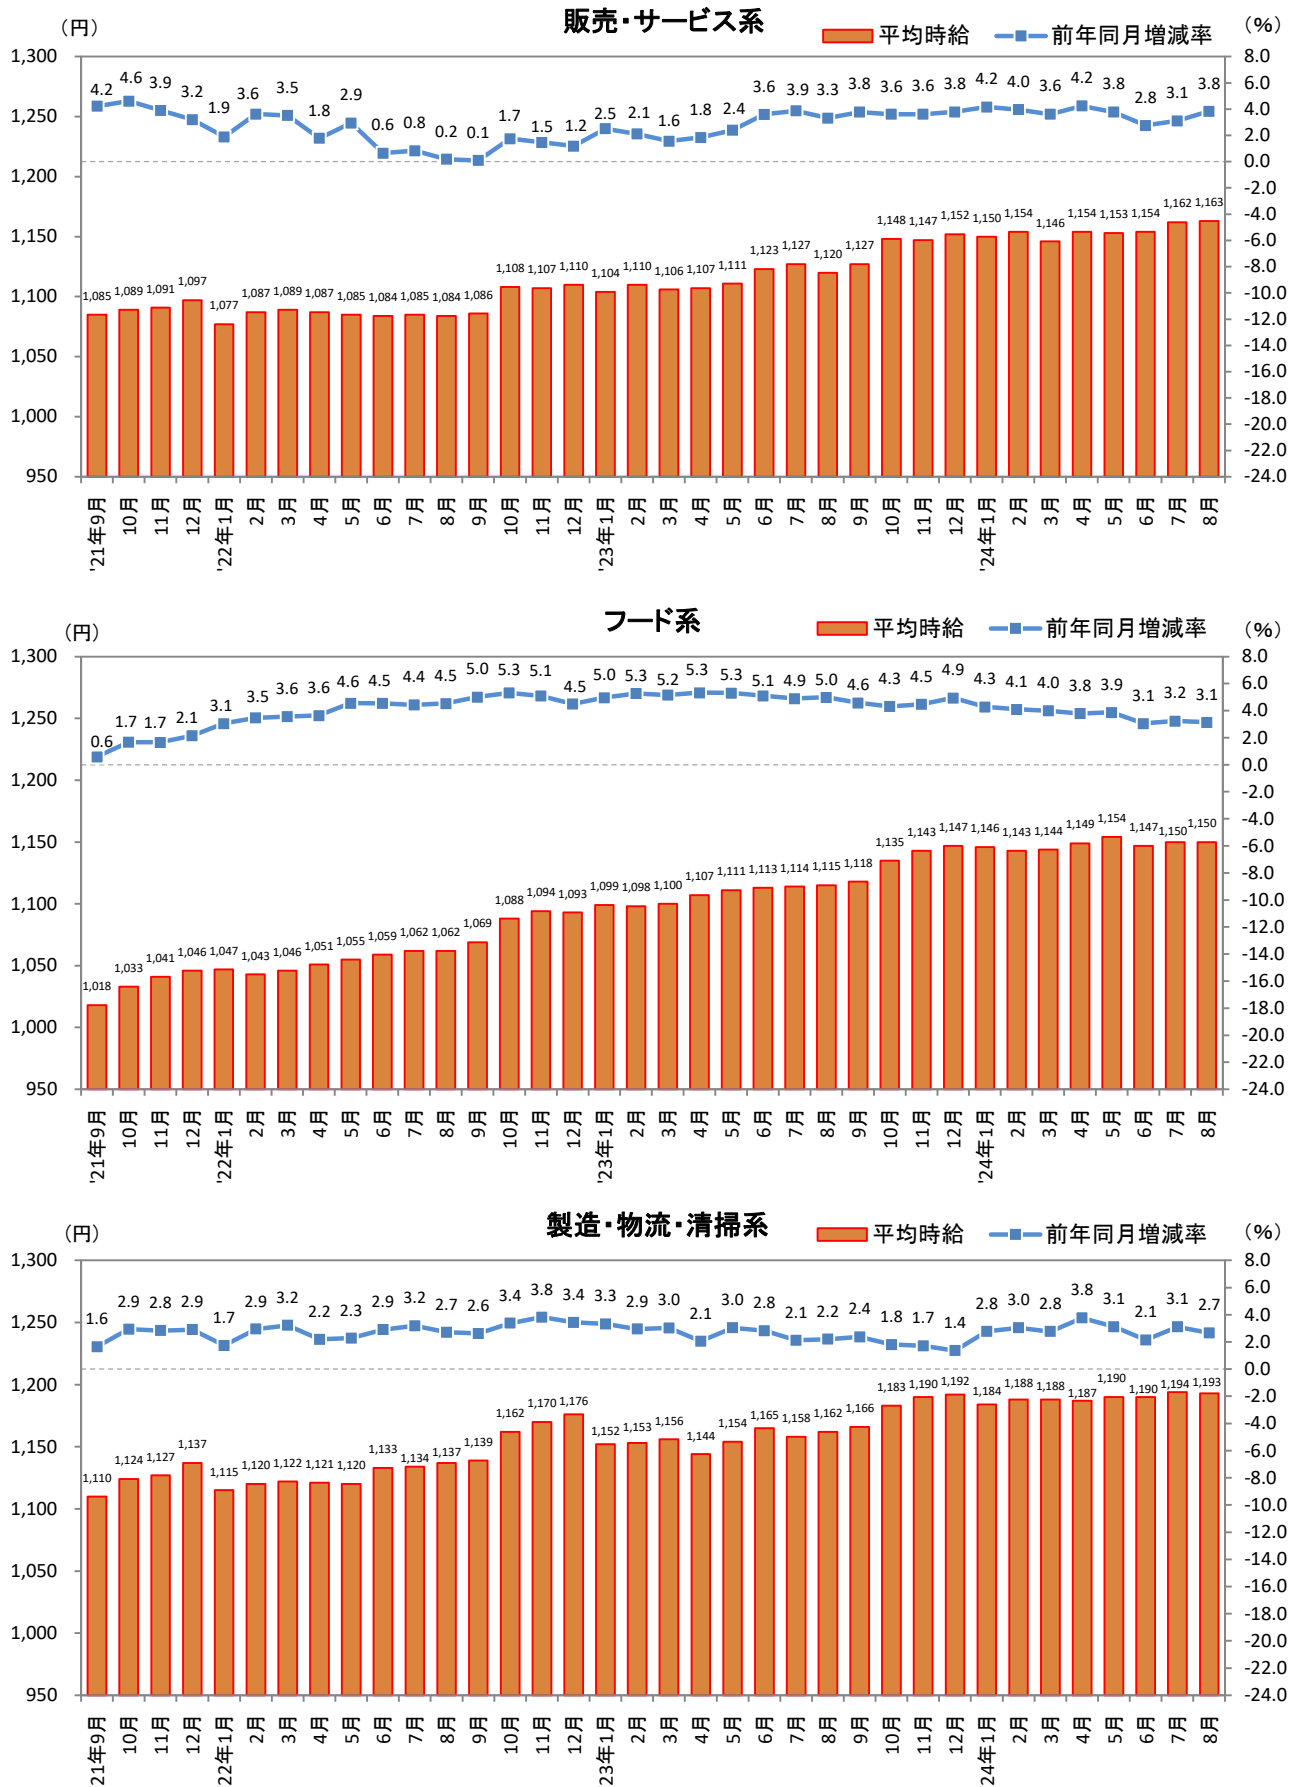 販売・サービス系
（円）
平均時給 前年同月増減率
（%）
1,300 1,250 1,200 1,150 1,100 1,050 1,000 950
8.0 6.0 4.0 2.0 0.0 -2.0 -4.0 -6.0 -8.0 -10.0 -12.0 -14.0 -16.0 -18.0 -20.0 -22.0 -24.0
4.2 4.6 3.9 3.2 1.9 3.6 3.5 1.8 2.9 0.6 0.8 0.2 0.1 1.7 1.5 1.2 2.5 2.1 1.6 1.8 2.4 3.6 3.9 3.3 3.8 3.6 3.6 3.8 4.2 4.0 3.6 4.2 3.8 2.8 3.1 3.8
1,085 1,089 1,091 1,097 1,077 1,087 1,089 1,087 1,085 1,084 1,085 1,084 1,086 1,108 1,107 1,110 1,104 1,110 1,106 1,107 1,111 1,123 1,127 1,120 1,127 1,148 1,147 1,152 1,150 1,154 1,146 1,154 1,153 1,154 1,162 1,163
'21年9月 10月 11月 12月 '22年1月 2月 3月 4月 5月 6月 7月 8月 9月 10月 11月 12月 '23年1月 2月 3月 4月 5月 6月 7月 8月 9月 10月 11月 12月 '24年1月 2月 3月 4月 5月 6月 7月 8月
フード系
（円）
平均時給 前年同月増減率
（%）
1,300 1,250 1,200 1,150 1,100 1,050 1,000 950
8.0 6.0 4.0 2.0 0.0 -2.0 -4.0 -6.0 -8.0 -10.0 -12.0 -14.0 -16.0 -18.0 -20.0 -22.0 -24.0
0.6 1.7 1.7 2.1 3.1 3.5 3.6 3.6 4.6 4.5 4.4 4.5 5.0 5.3 5.1 4.5 5.0 5.3 5.2 5.3 5.3 5.1 4.9 5.0 4.6 4.3 4.5 4.9 4.3 4.1 4.0 3.8 3.9 3.1 3.2 3.1
1,018 1,033 1,041 1,046 1,047 1,043 1,046 1,051 1,055 1,059 1,062 1,062 1,069 1,088 1,094 1,093 1,099 1,098 1,100 1,107 1,111 1,113 1,114 1,115 1,118 1,135 1,143 1,147 1,146 1,143 1,144 1,149 1,154 1,147 1,150 1,150
'21年9月 10月 11月 12月 '22年1月 2月 3月 4月 5月 6月 7月 8月 9月 10月 11月 12月 '23年1月 2月 3月 4月 5月 6月 7月 8月 9月 10月 11月 12月 '24年1月 2月 3月 4月 5月 6月 7月 8月
製造・物流・清掃系
（円）
平均時給 前年同月増減率
（%）
1,300 1,250 1,200 1,150 1,100 1,050 1,000 950
8.0 6.0 4.0 2.0 0.0 -2.0 -4.0 -6.0 -8.0 -10.0 -12.0 -14.0 -16.0 -18.0 -20.0 -22.0 -24.0
1.6 2.9 2.8 2.9 1.7 2.9 3.2 2.2 2.3 2.9 3.2 2.7 2.6 3.4 3.8 3.4 3.3 2.9 3.0 2.1 3.0 2.8 2.1 2.2 2.4 1.8 1.7 1.4 2.8 3.0 2.8 3.8 3.1 2.1 3.1 2.7
1,110 1,124 1,127 1,137 1,115 1,120 1,122 1,121 1,120 1,133 1,134 1,137 1,139 1,162 1,170 1,176 1,152 1,153 1,156 1,144 1,154 1,165 1,158 1,162 1,166 1,183 1,190 1,192 1,184 1,188 1,188 1,187 1,190 1,190 1,194 1,193
21年9月 10月 11月 12月 22年1月 2月 3月 4月 5月 6月 7月 8月 9月 10月 11月 12月 23年1月 2月 3月 4月 5月 6月 7月 8月 9月 10月 11月 12月 24年1月 2月 3月 4月 5月 6月 7月 8月